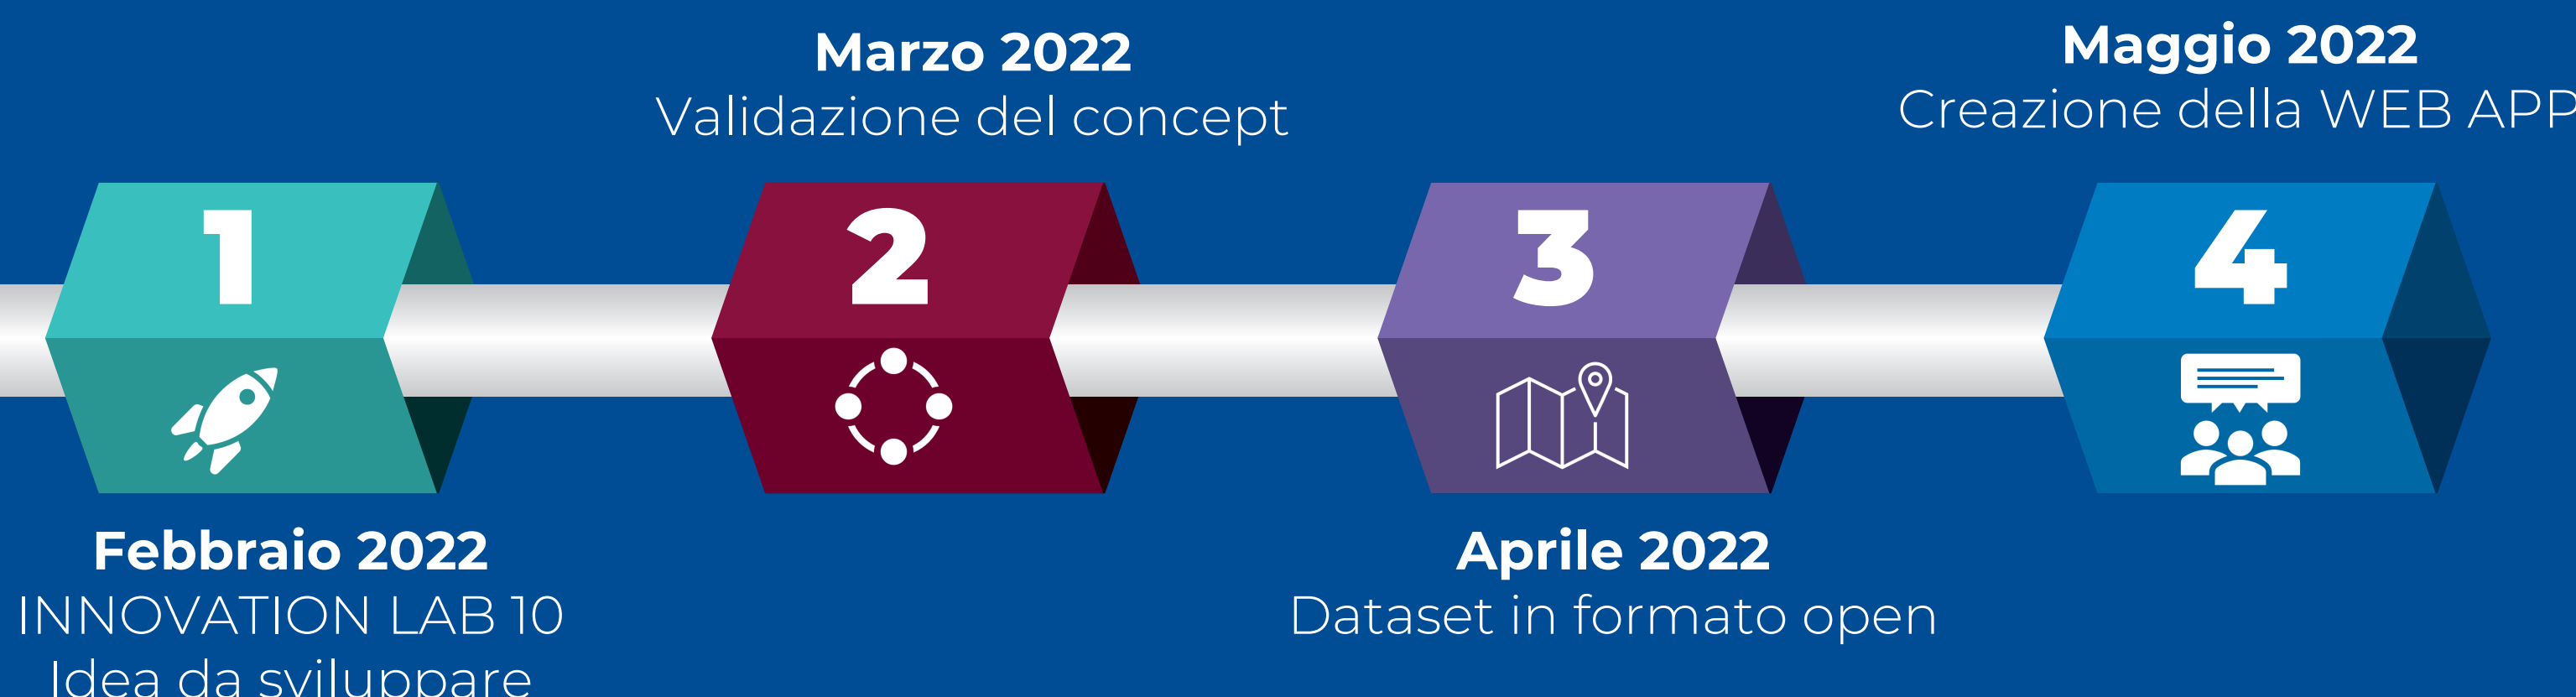 1
Febbraio 2022
INNOVATION LAB 10
Idea da sviluppare
Marzo 2022
Validazione del concept
2
3
Aprile 2022
Dataset in formato open
Maggio 2022
Creazione della WEB APP
4